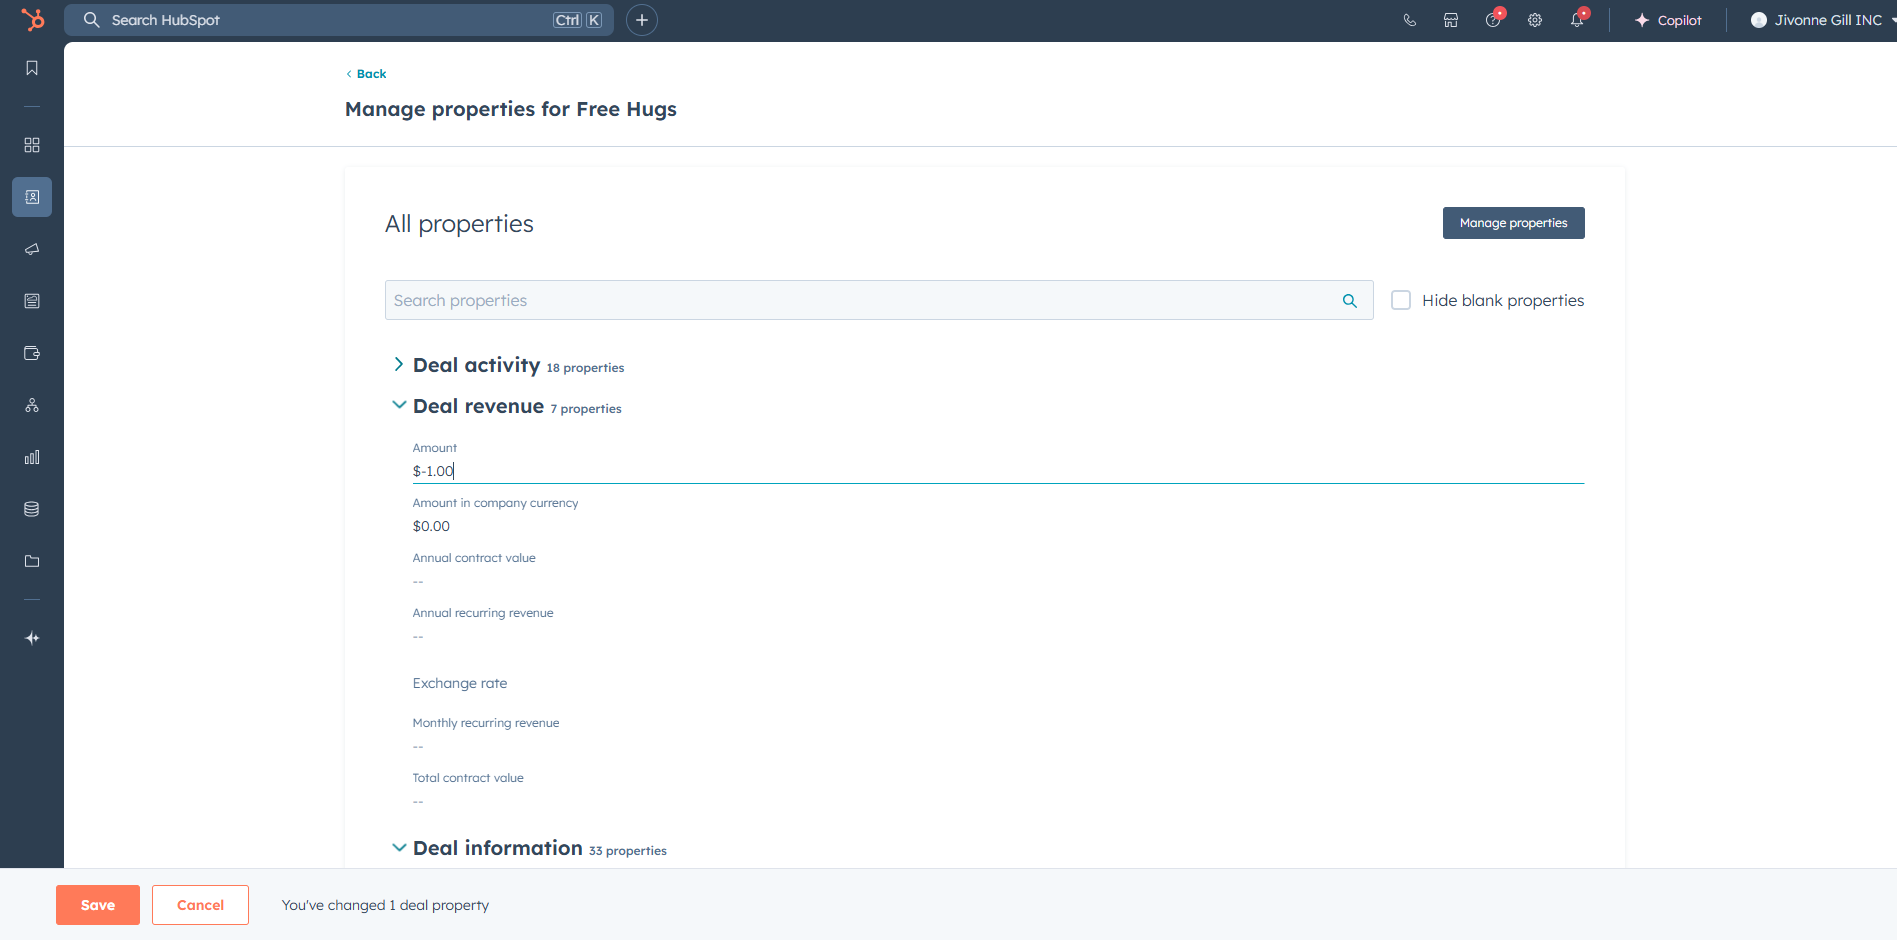 Search HubSpot Ctrl K
Copilot
Jivonne Gill INC
Back
Manage properties for Free Hugs
All properties
Manage properties
Search properties
Hide blank properties
Deal activity 18 properties
Deal revenue 7 properties
Amount
$-1.00
Amount in company currency
$0.00
Annual contract value
--
Annual recurring revenue
--
Exchange rate
Monthly recurring revenue
--
Total contract value
--
Deal information 33 properties
Save
Cancel
You've changed 1 deal property